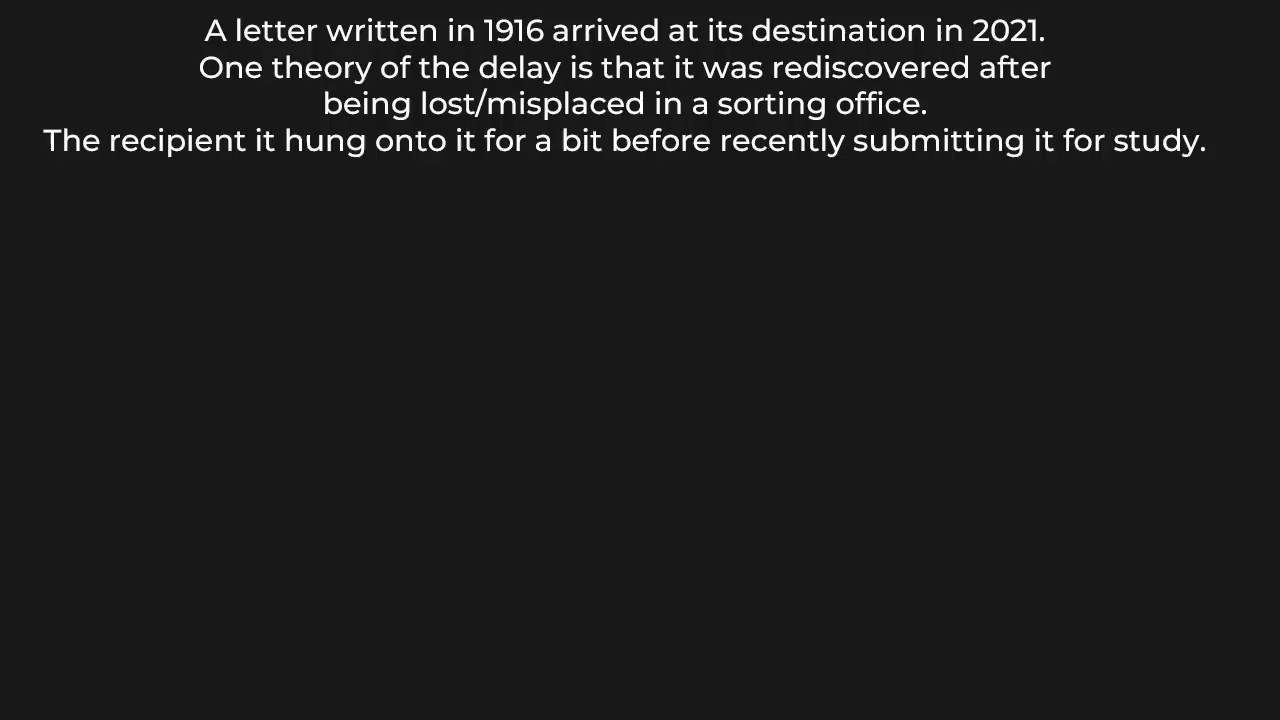 A letter written in 1916 arrived at its destination in 2021.
One theory of the delay is that it was rediscovered after
being lost/misplaced in a sorting office.
The recipient it hung onto it for a bit before recently submitting it for study.